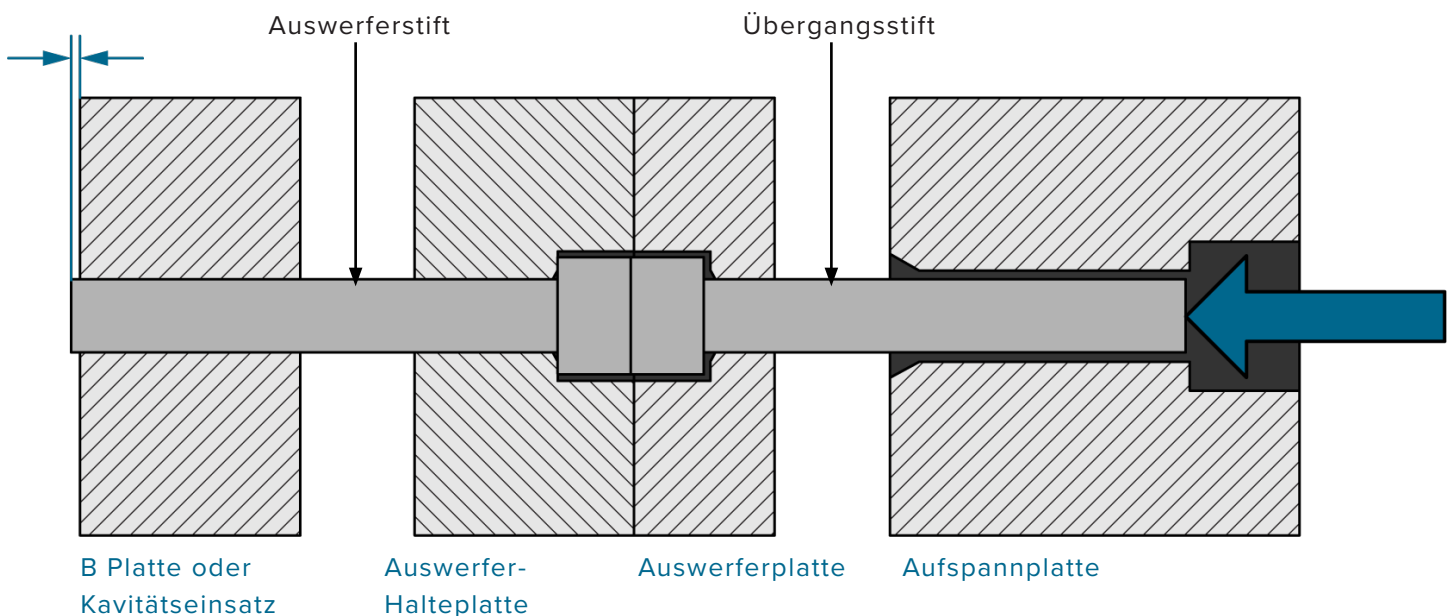 Auswerferstift
Übergangsstift
B Platte oder
Kavitätseinsatz
Auswerfer-
Halteplatte
Auswerferplatte
Aufspannplatte